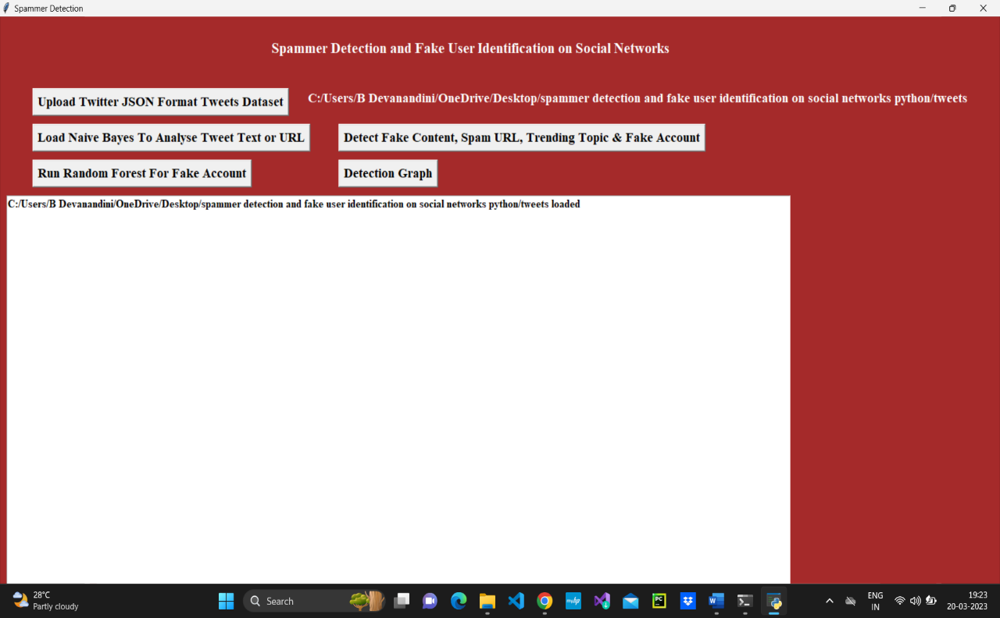 Spammer Detection
Spammer Detection and Fake User Identification on Social Networks
Upload Twitter JSON Format Tweets Dataset
C:/Users/B Devanandini/OneDrive/Desktop/spammer detection and fake user identification on social networks python/tweets
Load Naive Bayes To Analyse Tweet Text or URL
Detect Fake Content, Spam URL, Trending Topic & Fake Account
Run Random Forest For Fake Account
Detection Graph
C:/Users/B Devanandini/OneDrive/Desktop/spammer detection and fake user identification on social networks python/tweets loaded
28°C
Partly cloudy
Search
myhp
PC
W
ENG
IN
19:23
20-03-2023